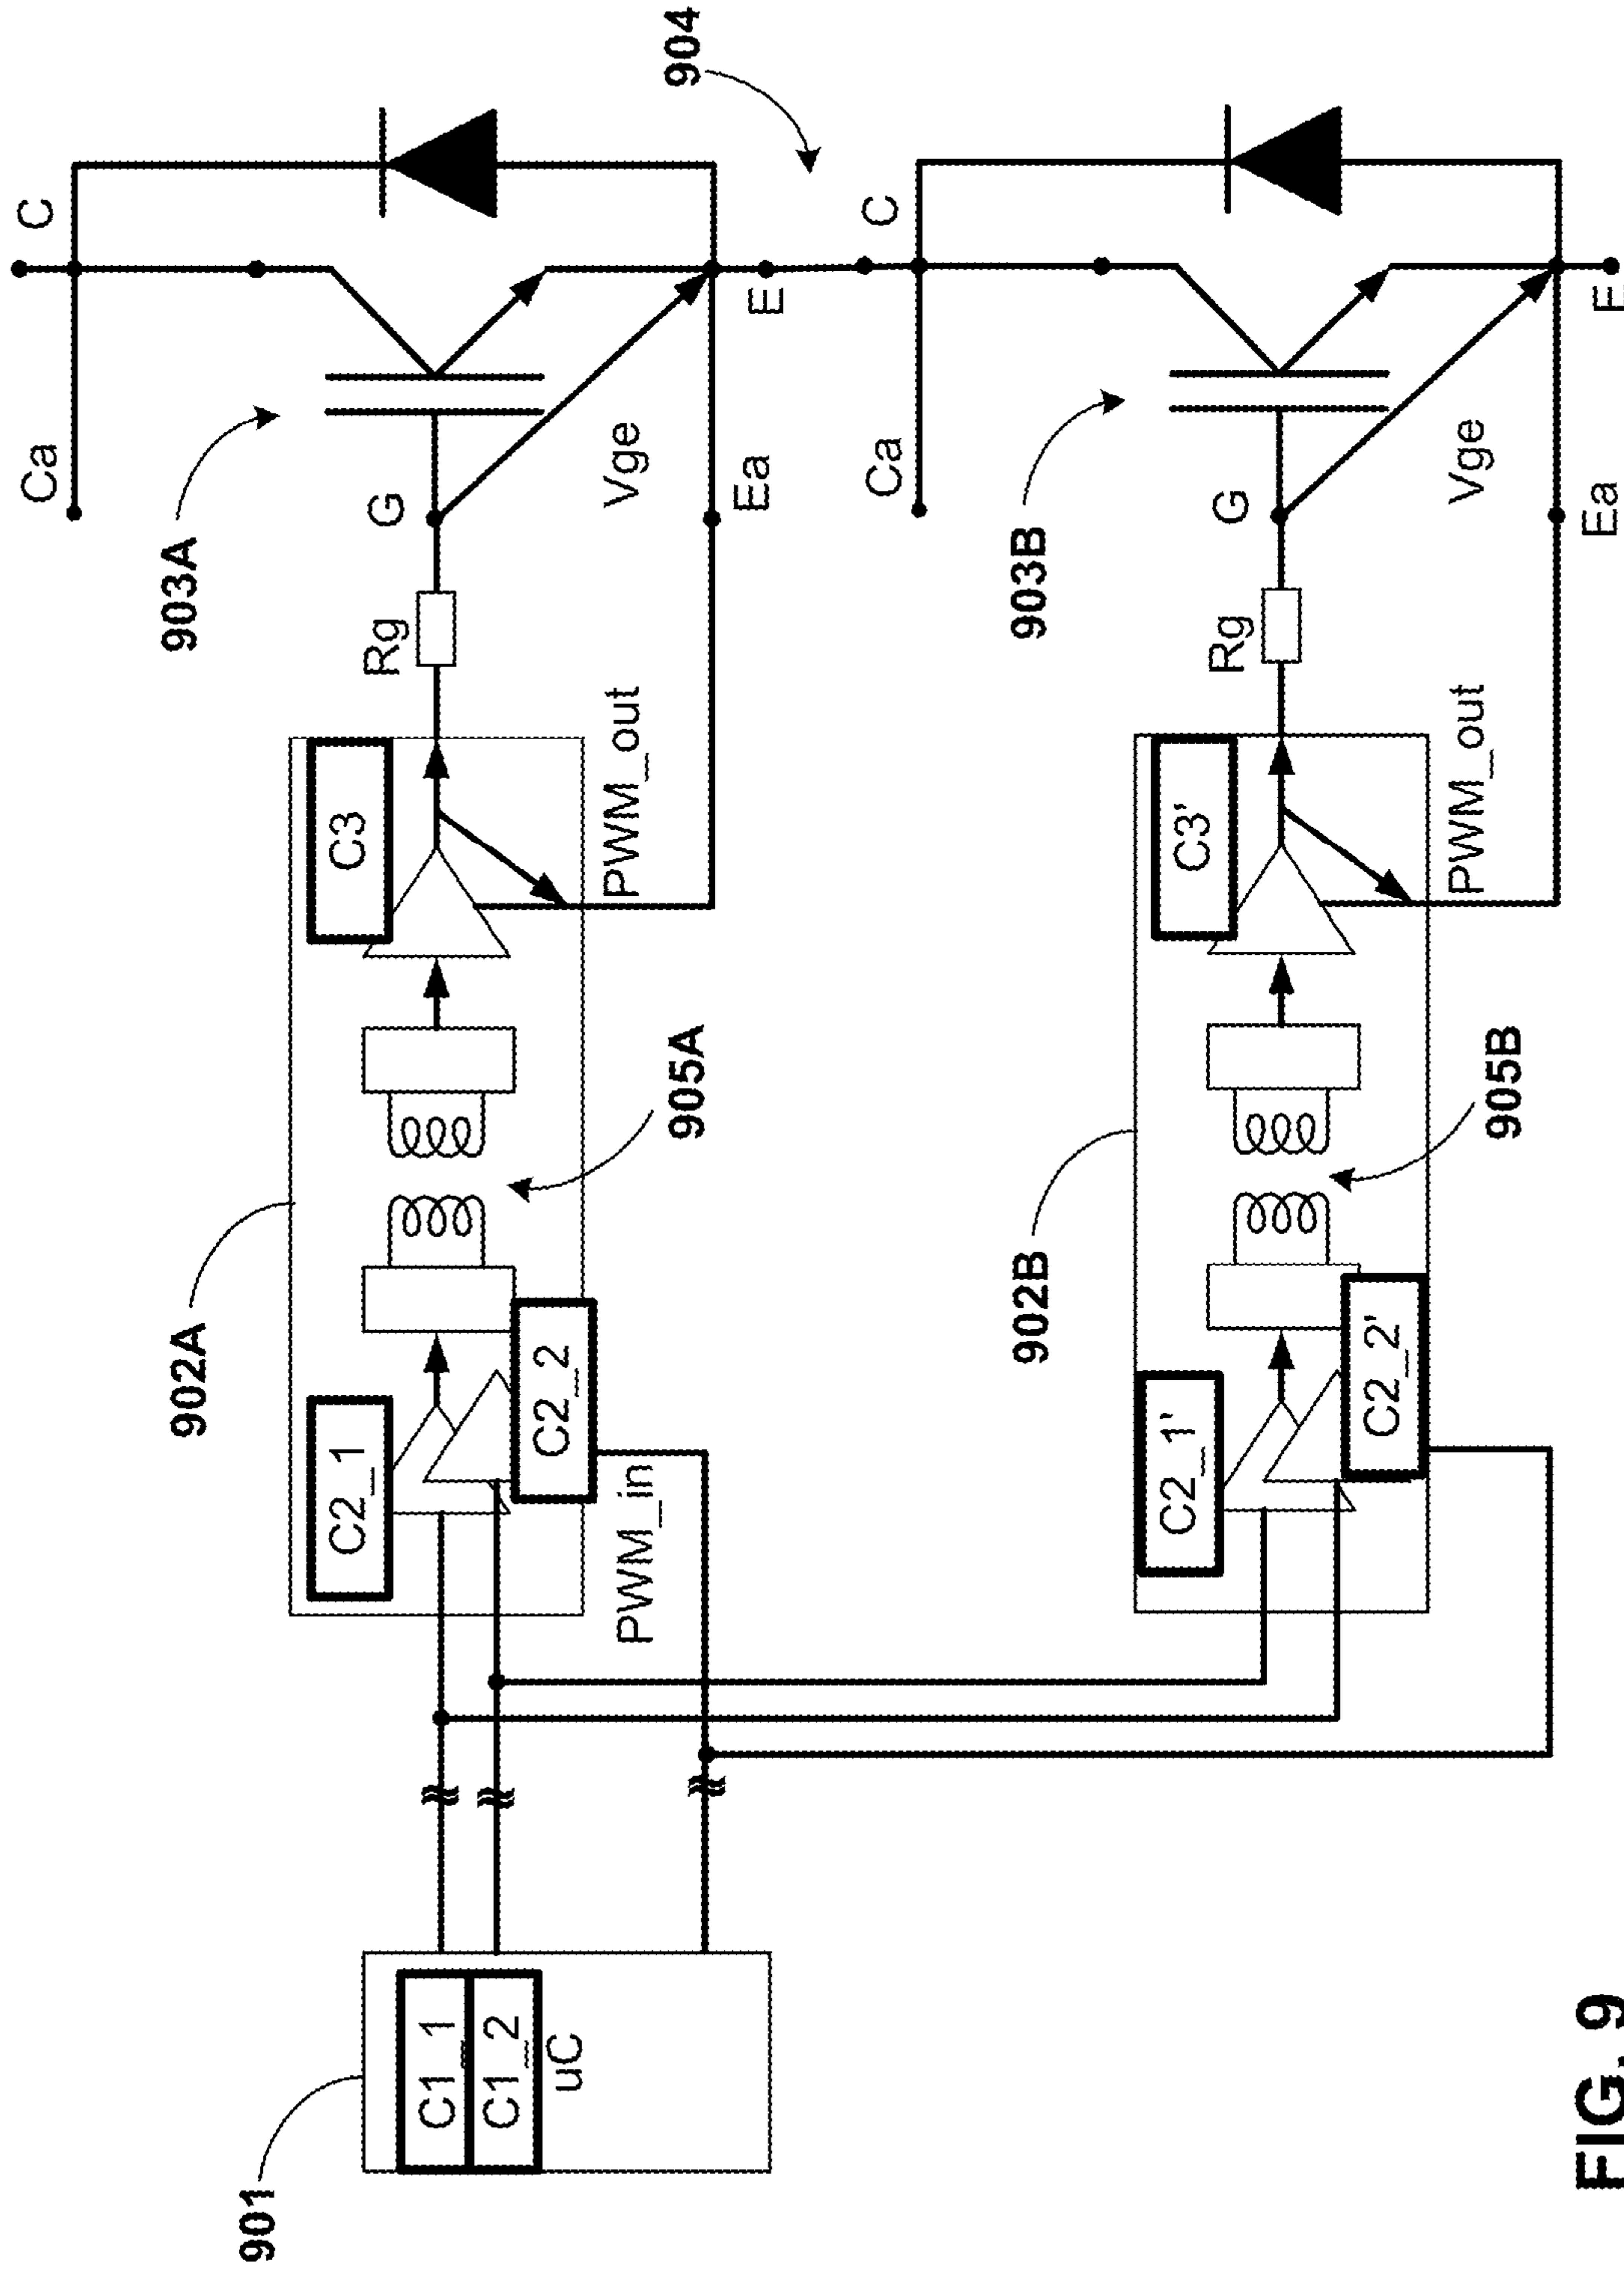 901
C1_1
C1_2
uC
902A
C2_1
C2_2
PWM_in
905A
C3
PWM_out
Rg
903A
G
Vge
Ca
C
Ea
E
904
902B
C2_1'
C2_2'
905B
C3'
PWM_out
Rg
903B
G
Vge
Ca
C
Ea
E
FIG. 9